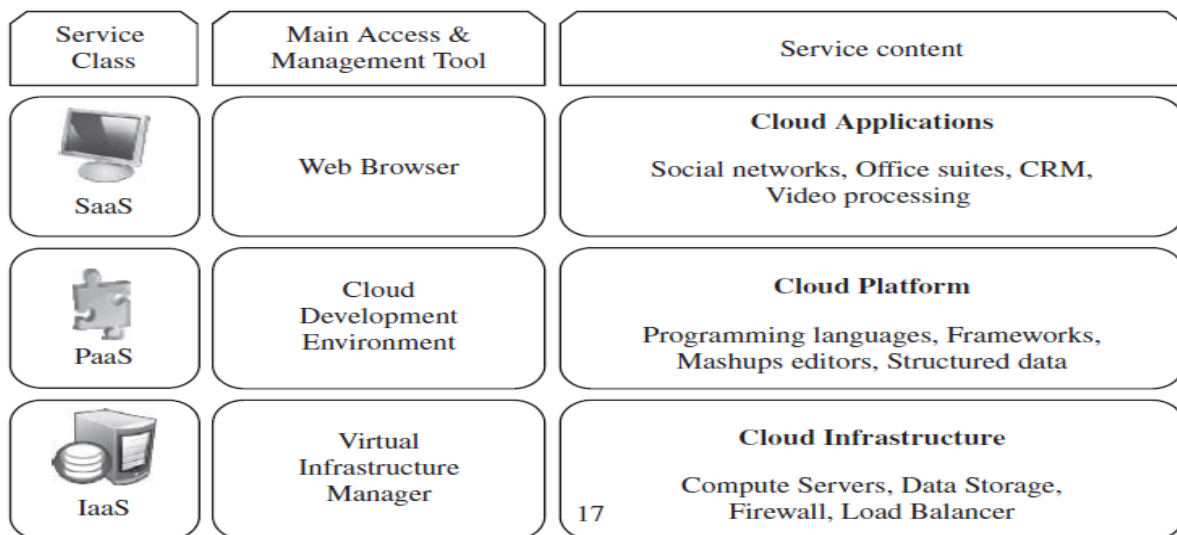 Service
Class
Main Access &
Management Tool
Service content
SaaS
Web Browser
Cloud Applications
Social networks, Office suites, CRM,
Video processing
PaaS
Cloud
Development
Environment
Cloud Platform
Programming languages, Frameworks,
Mashups editors, Structured data
IaaS
Virtual
Infrastructure
Manager
Cloud Infrastructure
Compute Servers, Data Storage,
Firewall, Load Balancer
17